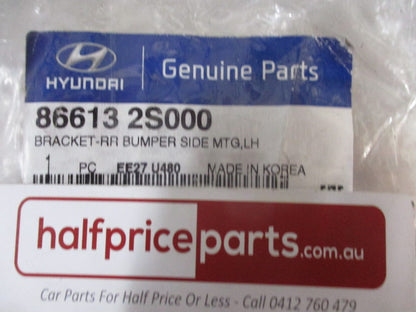 HYUNDAI
Genuine Parts
86613 2S000
BRACKET-RR BUMPER SIDE MTG,LH
1 PC EE27 U480 MADE IN KOREA
halfpriceparts.com.au
Car Parts For Half Price Or Less - Call 0412 760 479